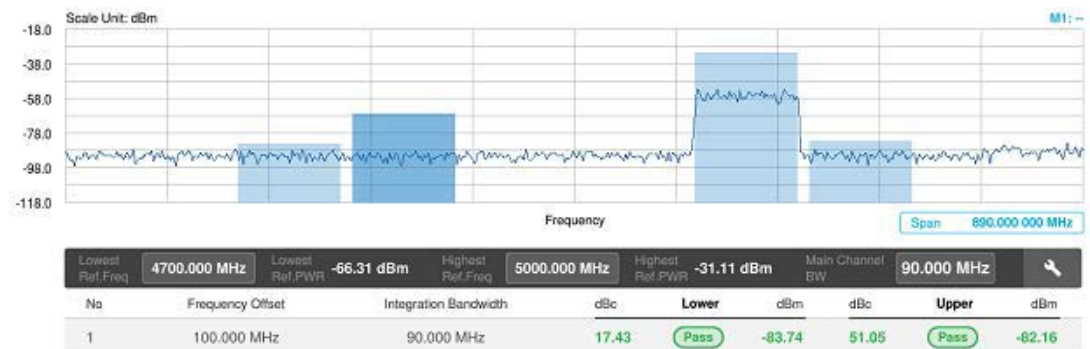 Scale Unit: dBm
M1: --
-18.0
-38.0
-58.0
-78.0
-98.0
-118.0
Frequency
Span 890.000 000 MHz
Lowest Ref.Freq 4700.000 MHz Lowest Ref.PWR -66.31 dBm Highest Ref.Freq 5000.000 MHz Highest Ref.PWR -31.11 dBm Main Channel BW 90.000 MHz
No Frequency Offset Integration Bandwidth dBc Lower dBm dBc Upper dBm
1 100.000 MHz 90.000 MHz 17.43 Pass -83.74 51.05 Pass -82.16